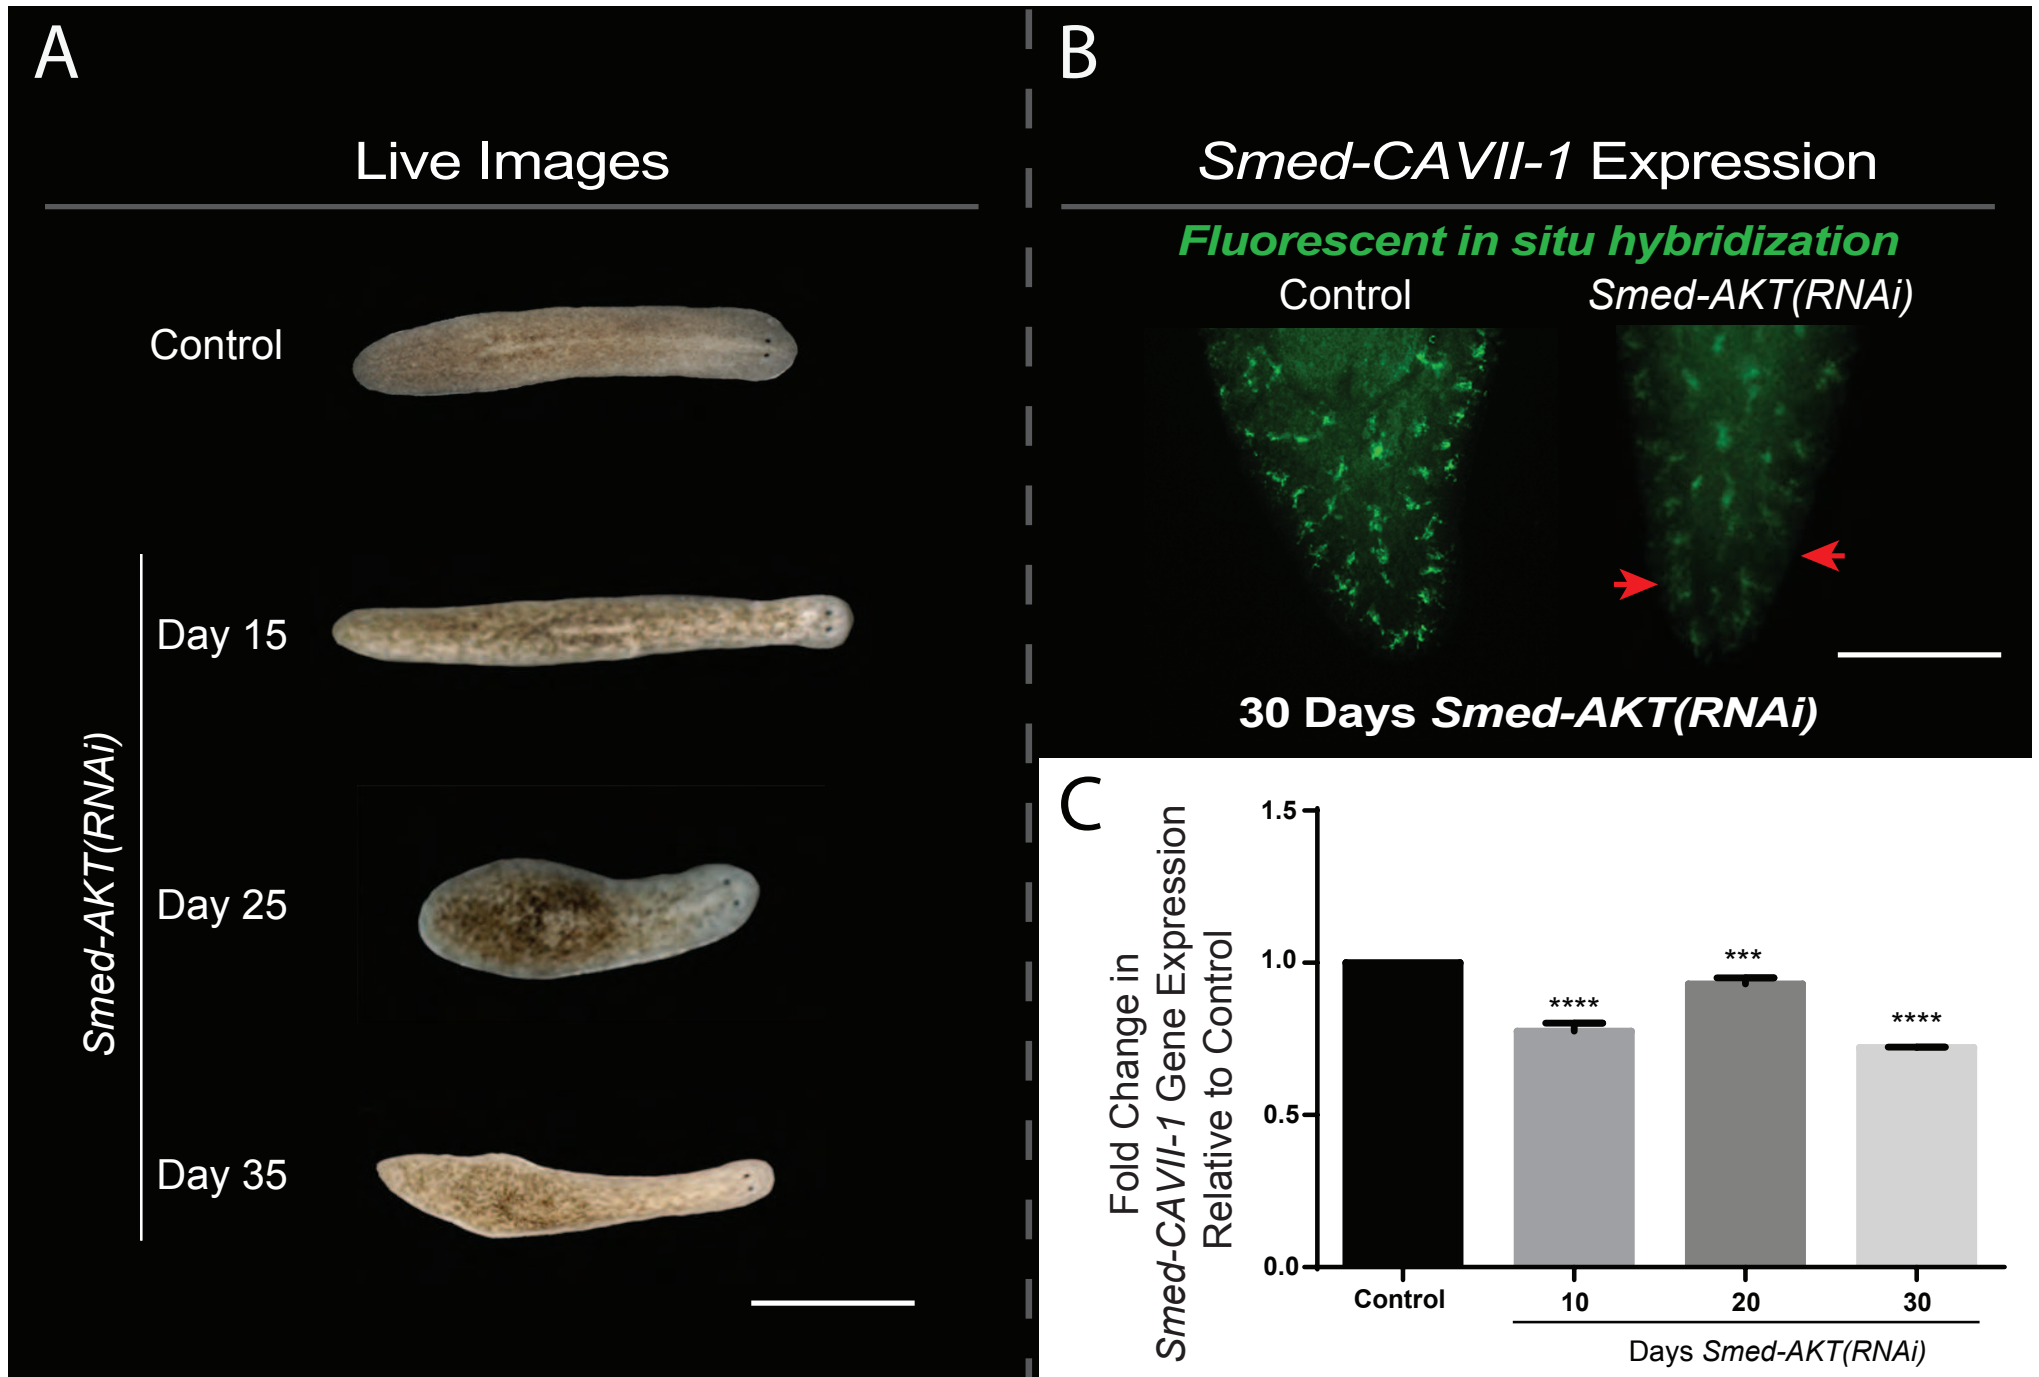 A
Live Images
Control
Smed-AKT(RNAi)
Day 15
Day 25
Day 35
B
Smed-CAVII-1 Expression
Fluorescent in situ hybridization
Control
Smed-AKT(RNAi)
30 Days Smed-AKT(RNAi)
C
Fold Change in
Smed-CAVII-1 Gene Expression
Relative to Control
1.5
1.0
0.5
0.0
****
***
****
Control
10
20
30
Days Smed-AKT(RNAi)